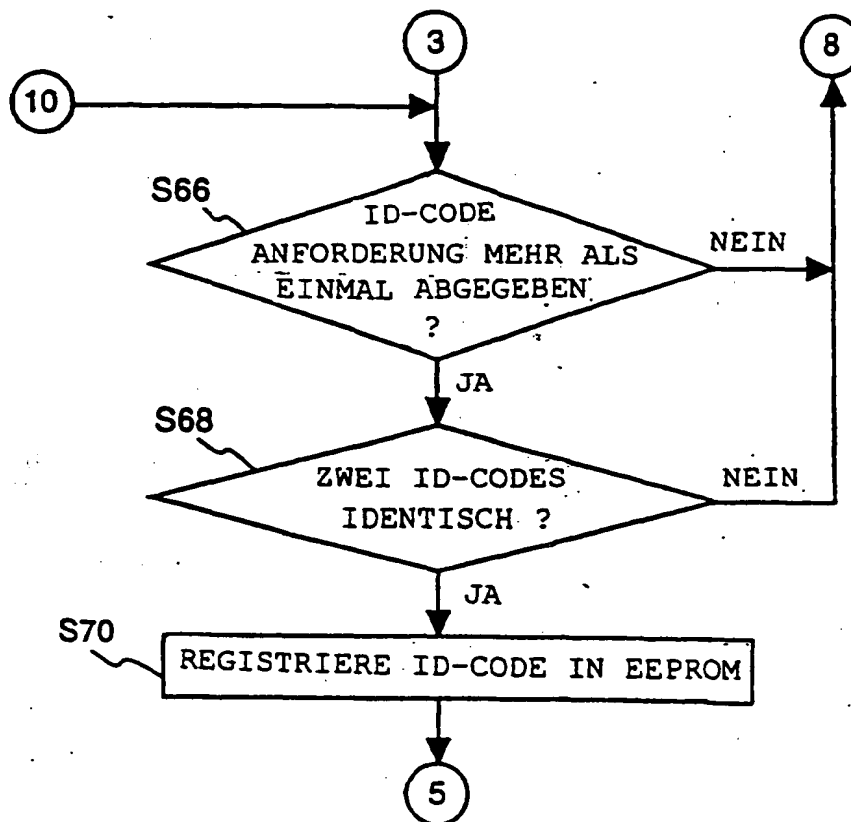 3
8
10
S66
ID-CODE
ANFORDERUNG MEHR ALS
EINMAL ABGEGEBEN
?
NEIN
JA
S68
ZWEI ID-CODES
IDENTISCH ?
NEIN
JA
S70
REGISTRIERE ID-CODE IN EEPROM
5